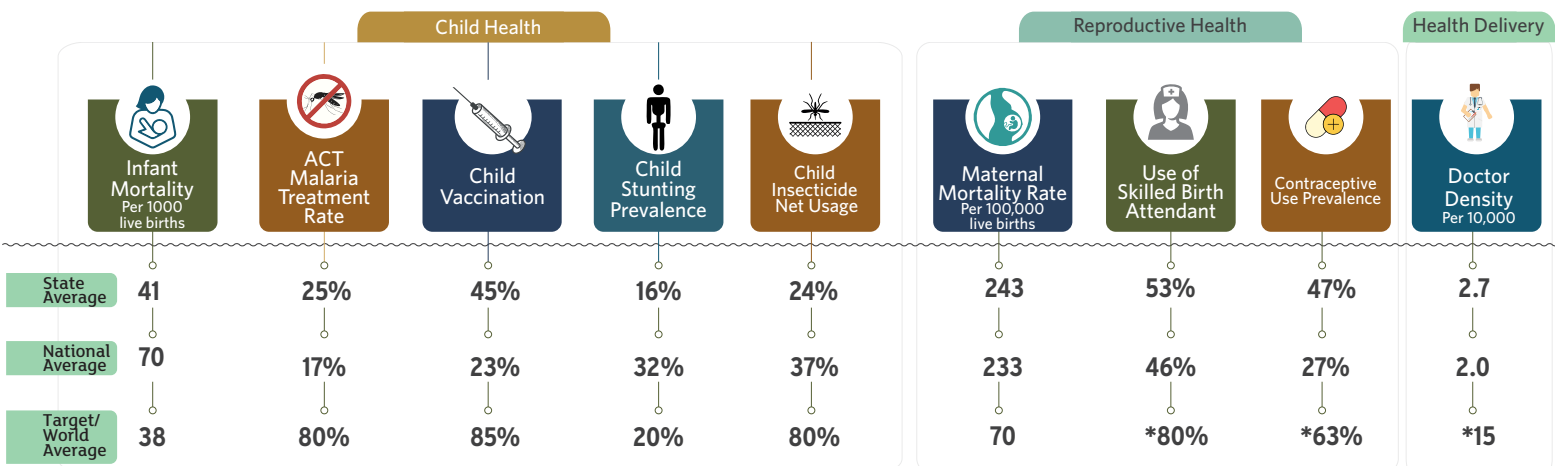 Child Health
Reproductive Health
Health Delivery
Infant
Mortality
Per 1000
live births
ACT
Malaria
Treatment
Rate
Child
Vaccination
Child
Stunting
Prevalence
Child
Insecticide
Net Usage
Maternal
Mortality Rate
Per 100,000
live births
Use of
Skilled Birth
Attendant
Contraceptive
Use Prevalence
Doctor
Density
Per 10,000
State
Average
41
25%
45%
16%
24%
243
53%
47%
2.7
National
Average
70
17%
23%
32%
37%
233
46%
27%
2.0
Target/
World
Average
38
80%
85%
20%
80%
70
*80%
*63%
*15